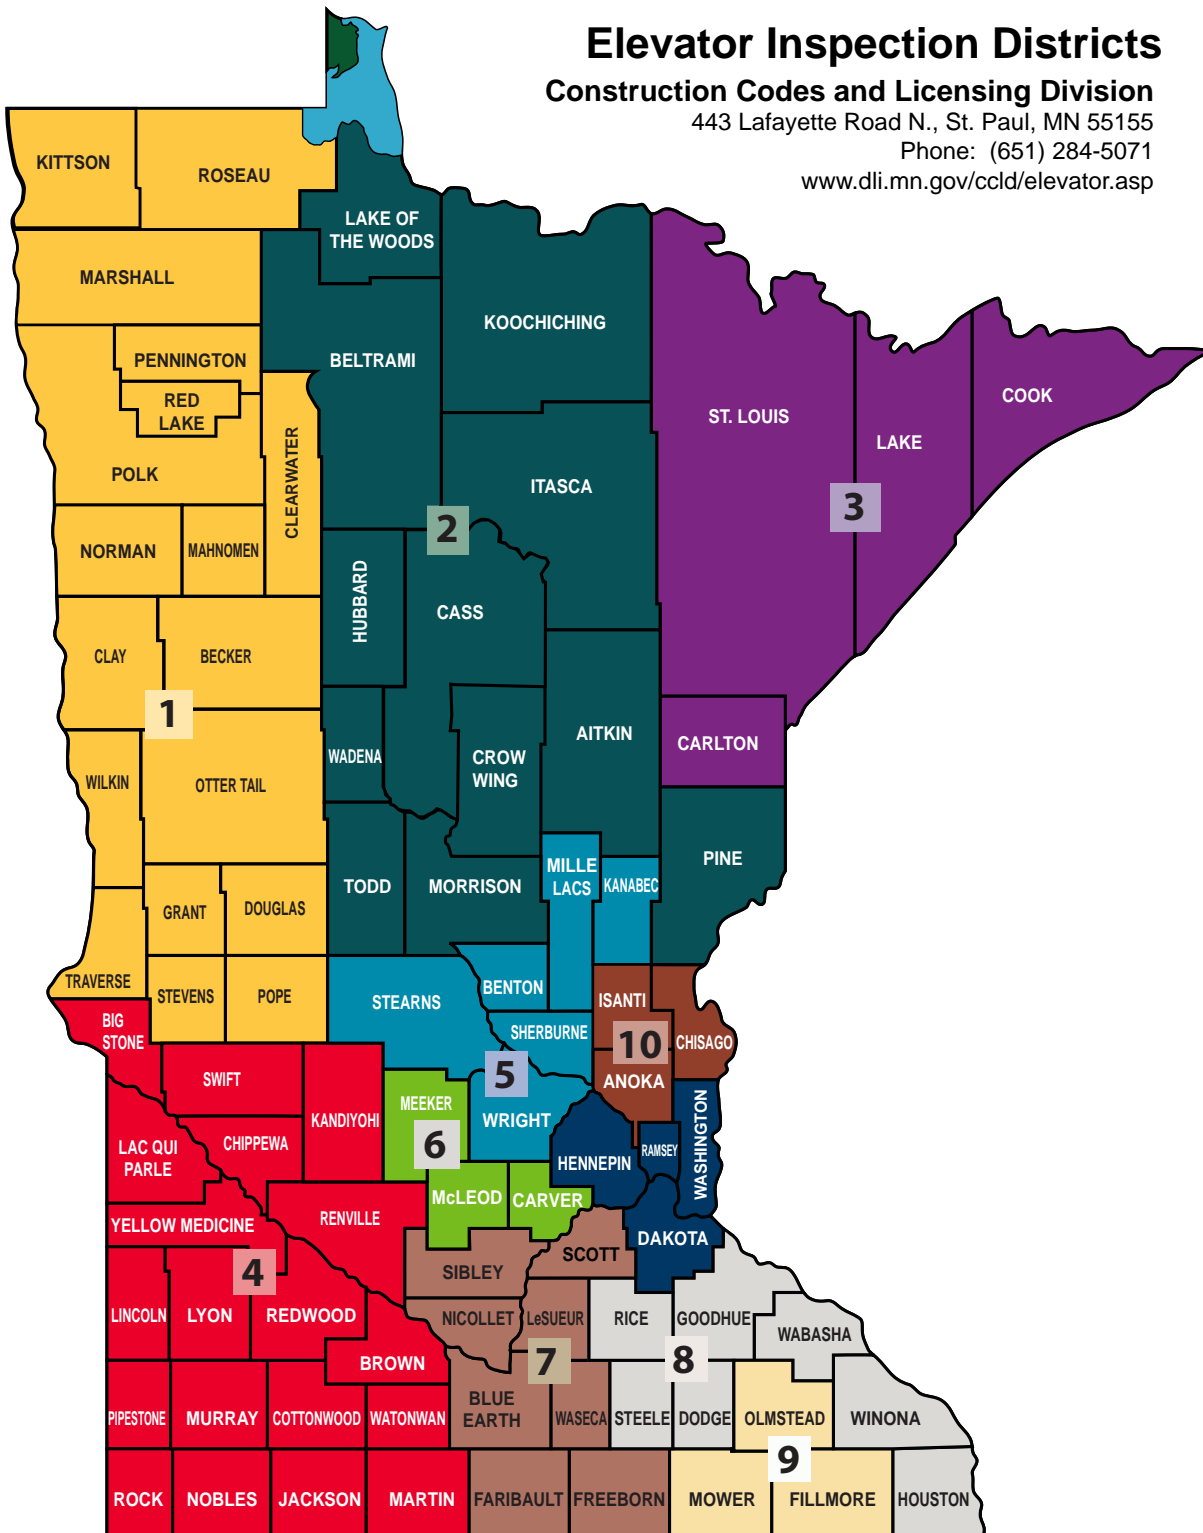 Elevator Inspection Districts
Construction Codes and Licensing Division
443 Lafayette Road N., St. Paul, MN 55155
Phone: (651) 284-5071
www.dli.mn.gov/ccld/elevator.asp
KITTSON
ROSEAU
LAKE OF
THE WOODS
MARSHALL
KOOCHICHING
PENNINGTON
BELTRAMI
RED
LAKE
COOK
ST. LOUIS
LAKE
POLK
CLEARWATER
ITASCA
3
2
NORMAN
MAHNOMEN
HUBBARD
CASS
CLAY
BECKER
1
AITKIN
CARLTON
WADENA
CROW
WING
WILKIN
OTTER TAIL
PINE
MILLE
LACS
KANABEC
TODD
MORRISON
GRANT
DOUGLAS
TRAVERSE
STEVENS
POPE
STEARNS
BENTON
ISANTI
BIG
STONE
SHERBURNE
10
CHISAGO
5
SWIFT
ANOKA
MEEKER
KANDIYOHI
WRIGHT
WASHINGTON
LAC QUI
PARLE
CHIPPEWA
6
RAMSEY
HENNEPIN
McLEOD
CARVER
YELLOW MEDICINE
RENVILLE
DAKOTA
SCOTT
4
SIBLEY
LINCOLN
LYON
REDWOOD
NICOLLET
LeSUEUR
RICE
GOODHUE
WABASHA
BROWN
7
8
PIPESTONE
MURRAY
COTTONWOOD
WATONWAN
BLUE
EARTH
WASECA
STEELE
DODGE
OLMSTEAD
WINONA
9
ROCK
NOBLES
JACKSON
MARTIN
FARIBAULT
FREEBORN
MOWER
FILLMORE
HOUSTON